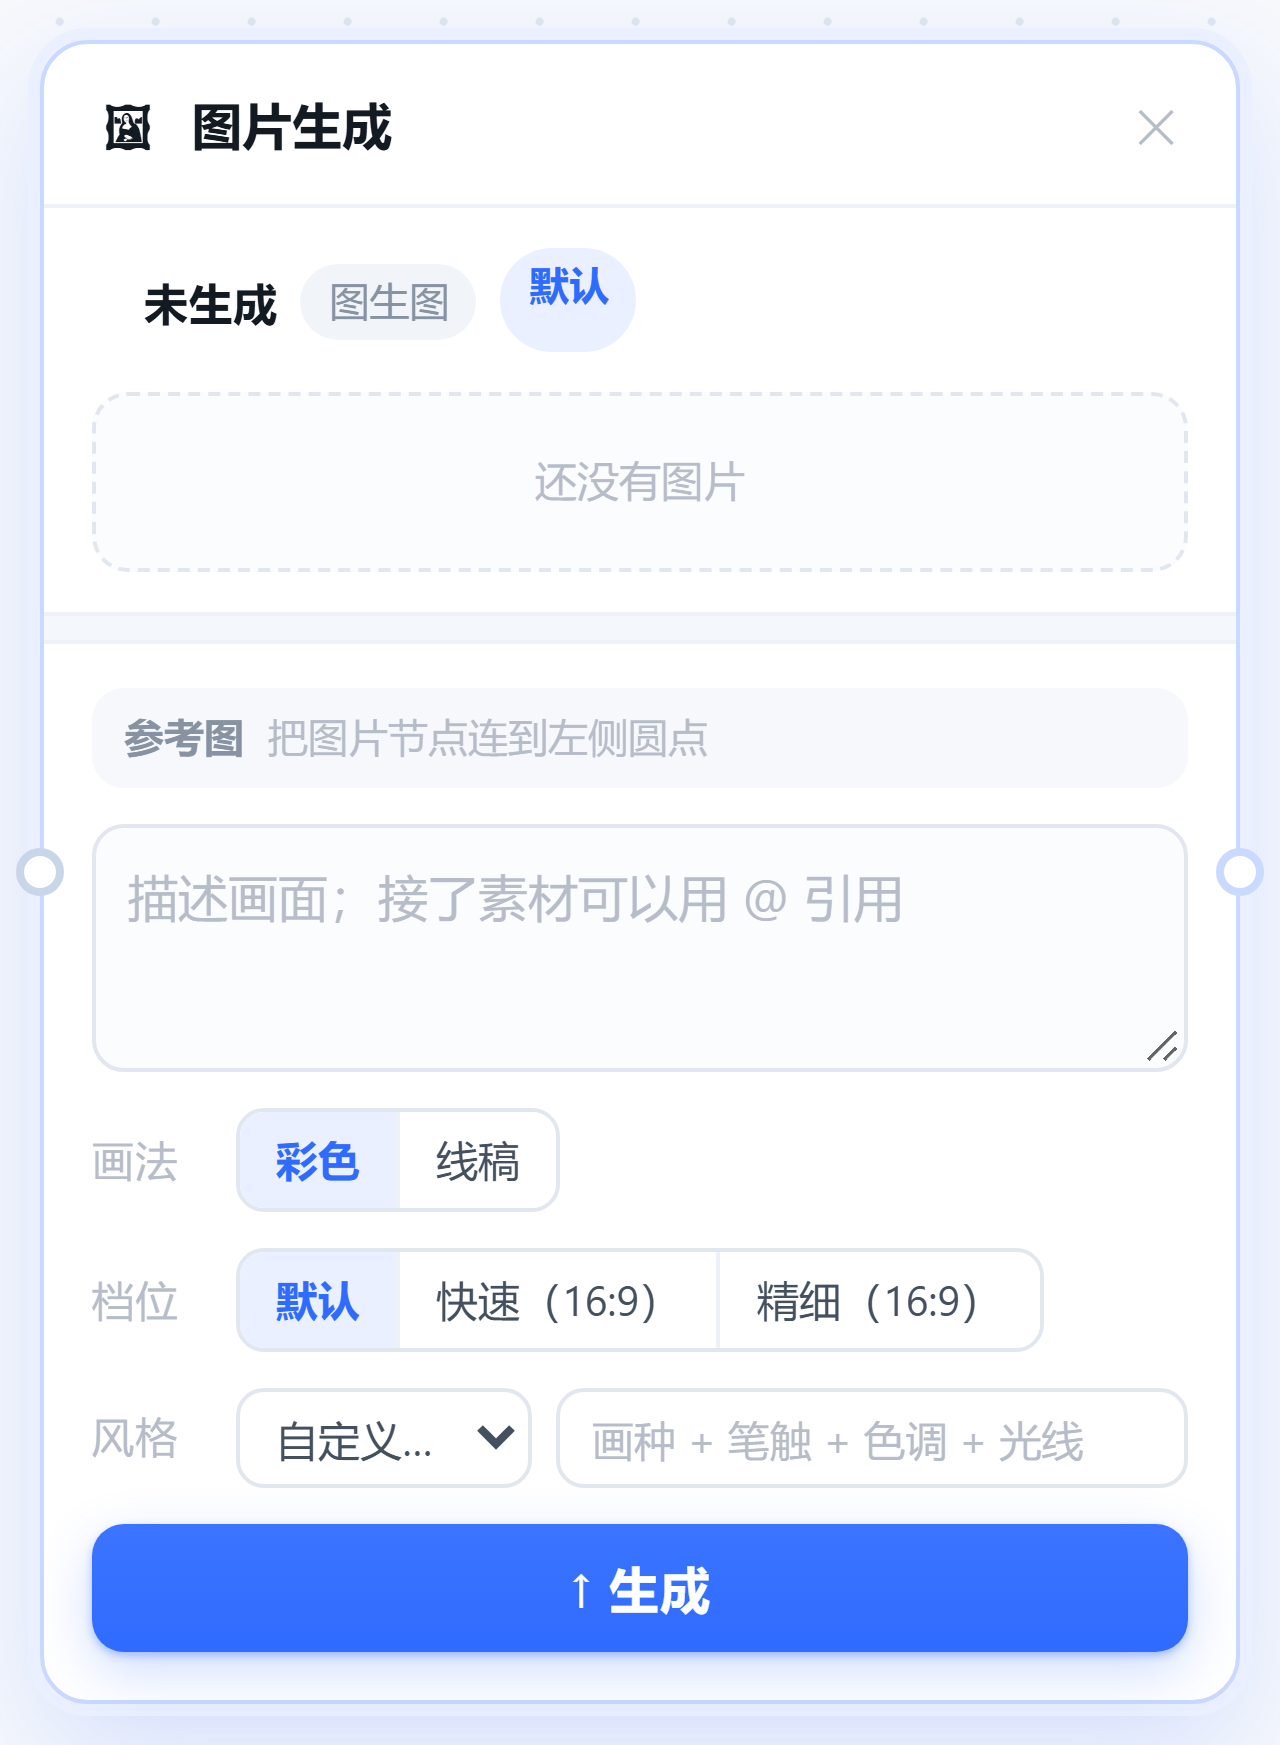 图片生成
未生成 图生图 默认
还没有图片
参考图 把图片节点连到左侧圆点
描述画面；接了素材可以用 @ 引用
画法 彩色 线稿
档位 默认 快速（16:9） 精细（16:9）
风格 自定义... 画种 + 笔触 + 色调 + 光线
↑ 生成